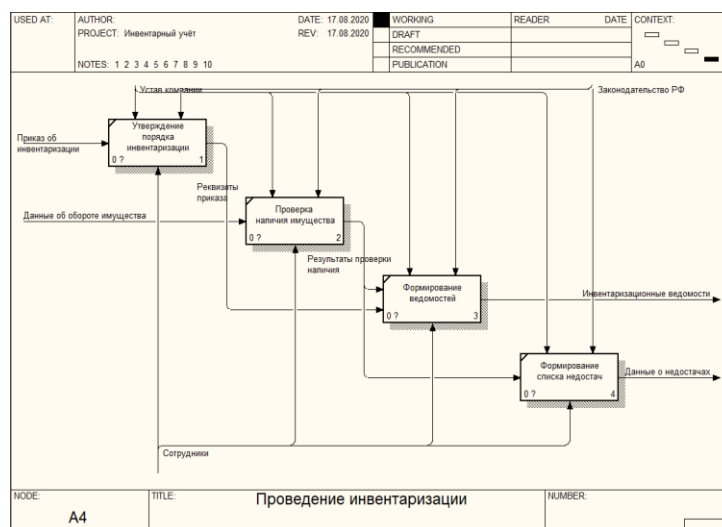 USED AT:
AUTHOR:
DATE: 17.08.2020
WORKING
READER
DATE
CONTEXT:
PROJECT: Инвентарный учёт
REV: 17.08.2020
DRAFT
RECOMMENDED
NOTES: 1 2 3 4 5 6 7 8 9 10
PUBLICATION
A0
Устав компании
Законодательство РФ
Приказ об
инвентаризации
Утверждение
порядка
инвентаризации
0 ?
1
Реквизиты
приказа
Данные об обороте имущества
Проверка
наличия имущества
0 ?
2
Результаты проверки
наличия
Формирование
ведомостей
0 ?
3
Инвентаризационные ведомости
Формирование
списка недостач
0 ?
4
Данные о недостачах
Сотрудники
NODE:
TITLE:
NUMBER:
A4
Проведение инвентаризации